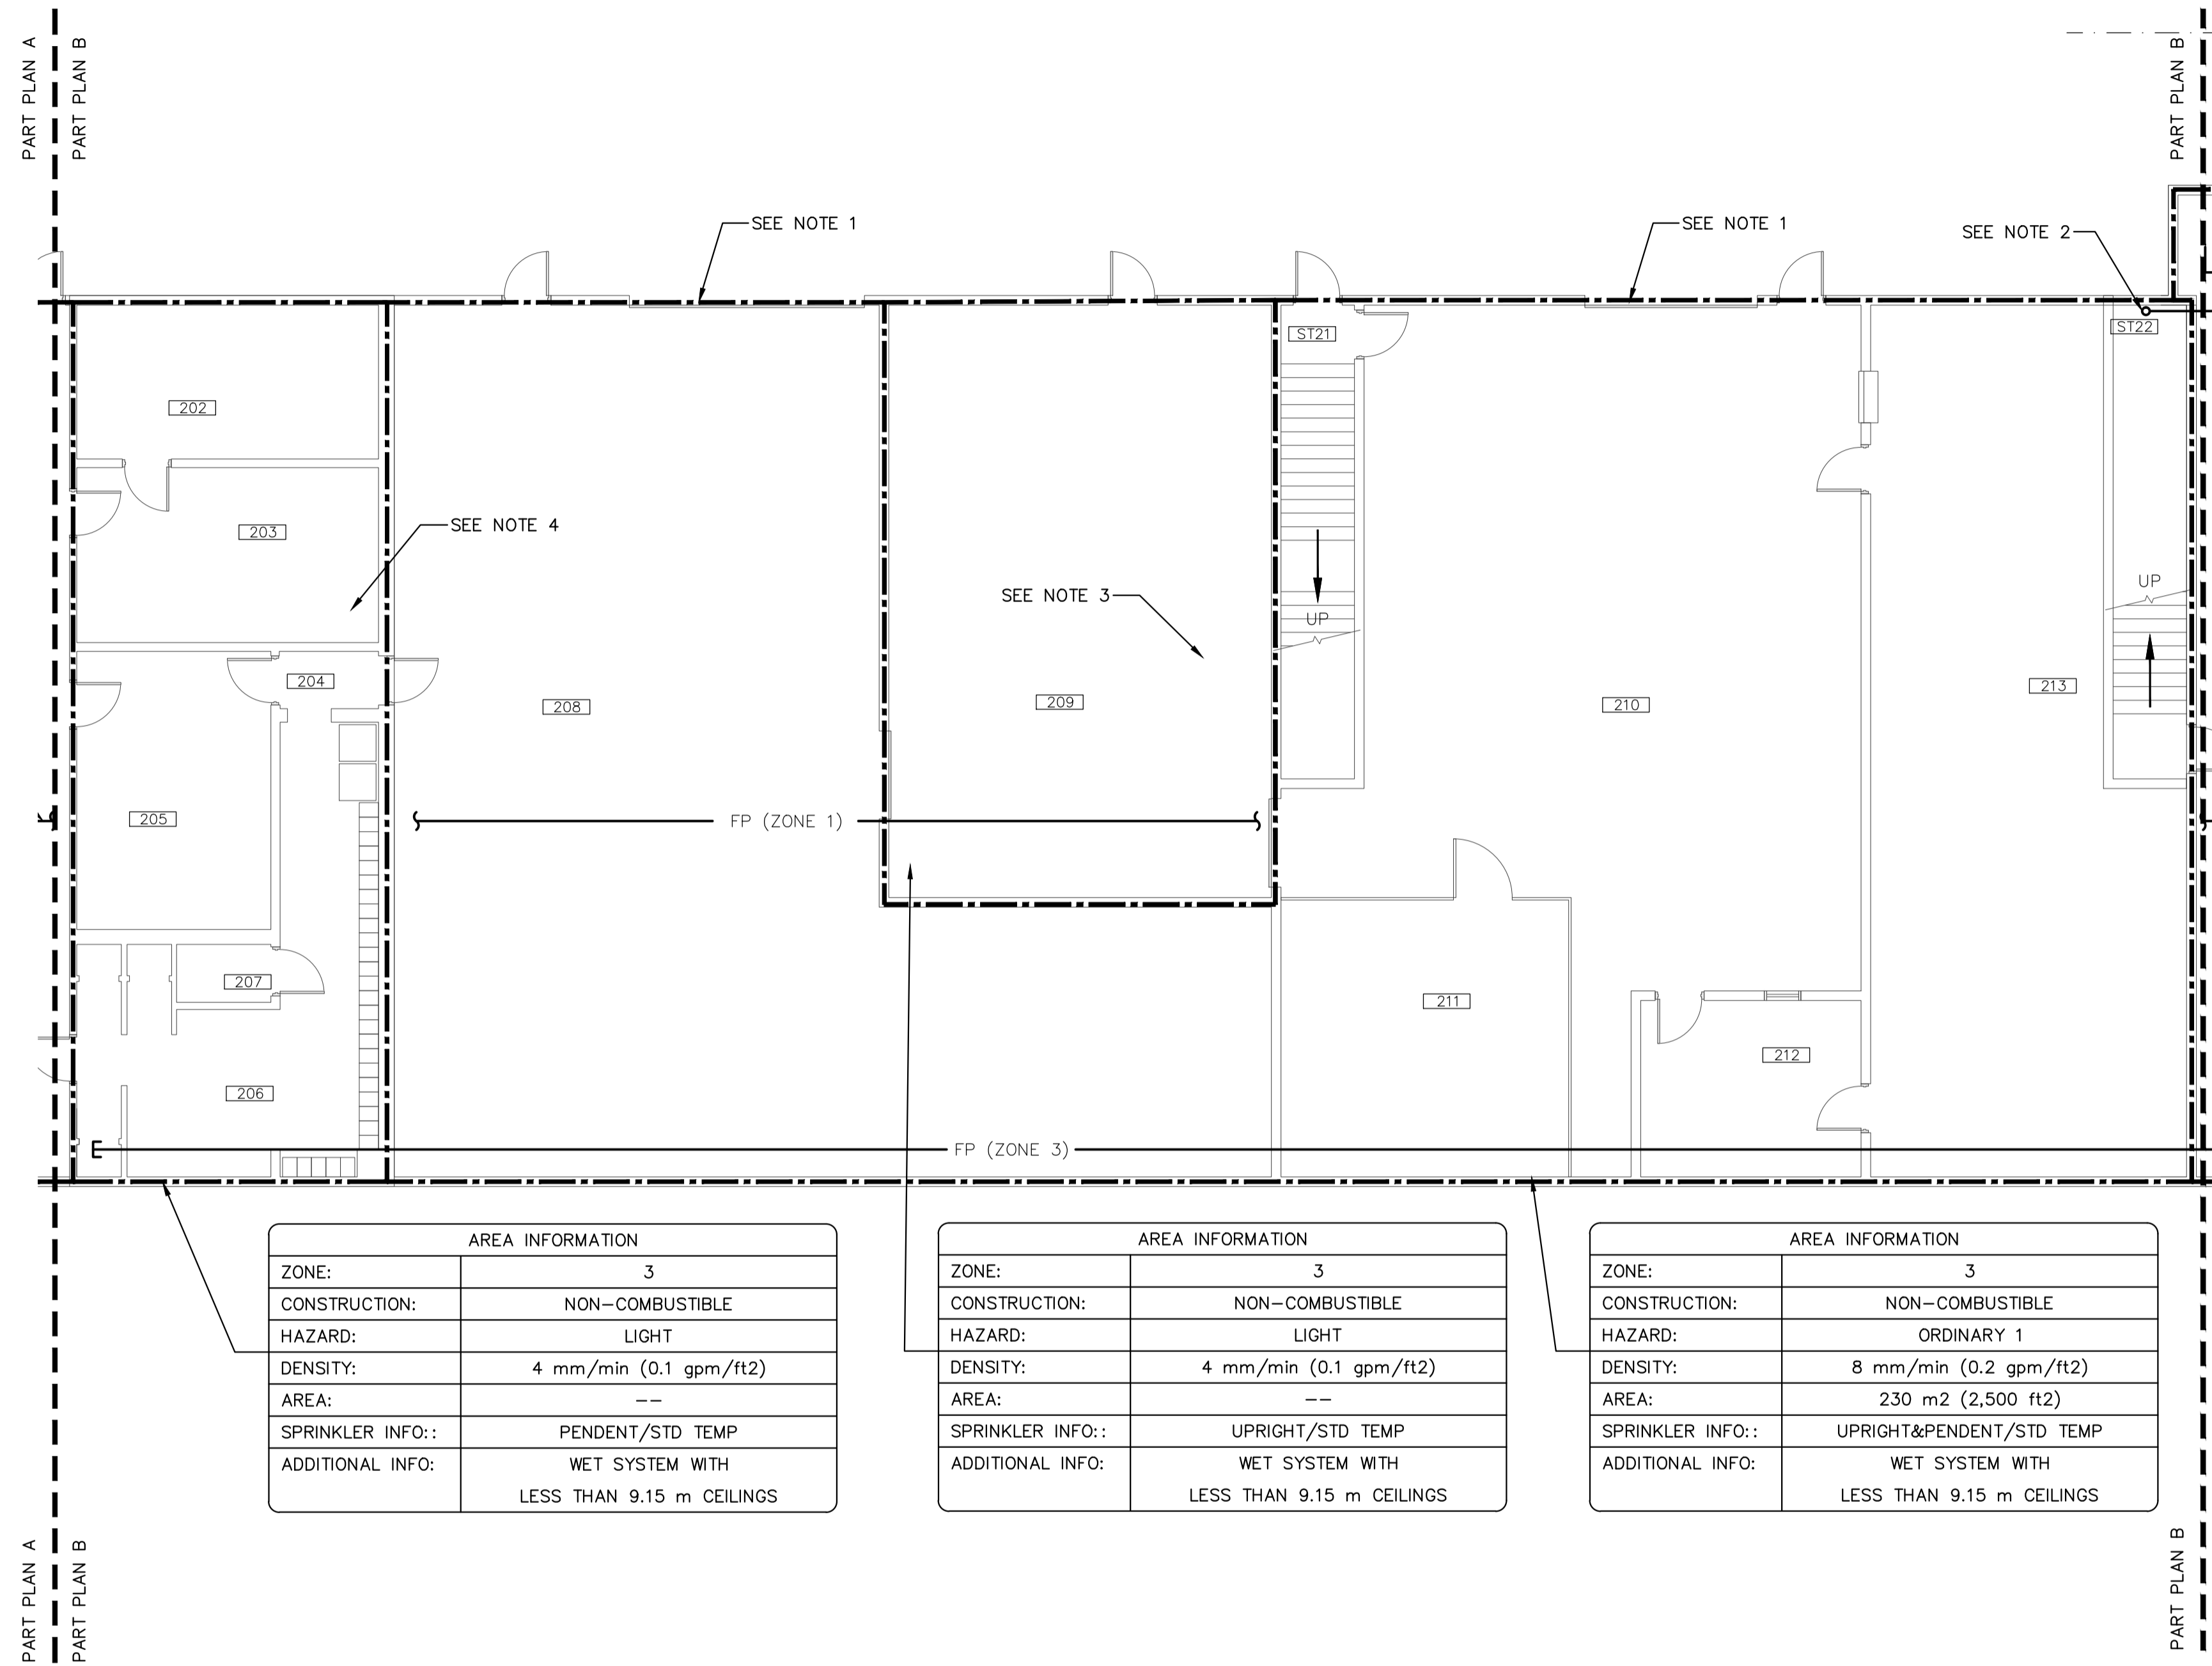 PART PLAN A
PART PLAN B
PART PLAN B
SEE NOTE 1
SEE NOTE 1
SEE NOTE 2
ST21
ST22
202
203
SEE NOTE 4
UP
SEE NOTE 3
UP
204
208
209
210
213
205
FP (ZONE 1)
207
211
212
206
FP (ZONE 3)
AREA INFORMATION
ZONE: 3
CONSTRUCTION: NON-COMBUSTIBLE
HAZARD: LIGHT
DENSITY: 4 mm/min (0.1 gpm/ft2)
AREA: --
SPRINKLER INFO:: PENDENT/STD TEMP
ADDITIONAL INFO: WET SYSTEM WITH
LESS THAN 9.15 m CEILINGS
AREA INFORMATION
ZONE: 3
CONSTRUCTION: NON-COMBUSTIBLE
HAZARD: LIGHT
DENSITY: 4 mm/min (0.1 gpm/ft2)
AREA: --
SPRINKLER INFO:: UPRIGHT/STD TEMP
ADDITIONAL INFO: WET SYSTEM WITH
LESS THAN 9.15 m CEILINGS
AREA INFORMATION
ZONE: 3
CONSTRUCTION: NON-COMBUSTIBLE
HAZARD: ORDINARY 1
DENSITY: 8 mm/min (0.2 gpm/ft2)
AREA: 230 m2 (2,500 ft2)
SPRINKLER INFO:: UPRIGHT&PENDENT/STD TEMP
ADDITIONAL INFO: WET SYSTEM WITH
LESS THAN 9.15 m CEILINGS
PART PLAN A
PART PLAN B
PART PLAN B